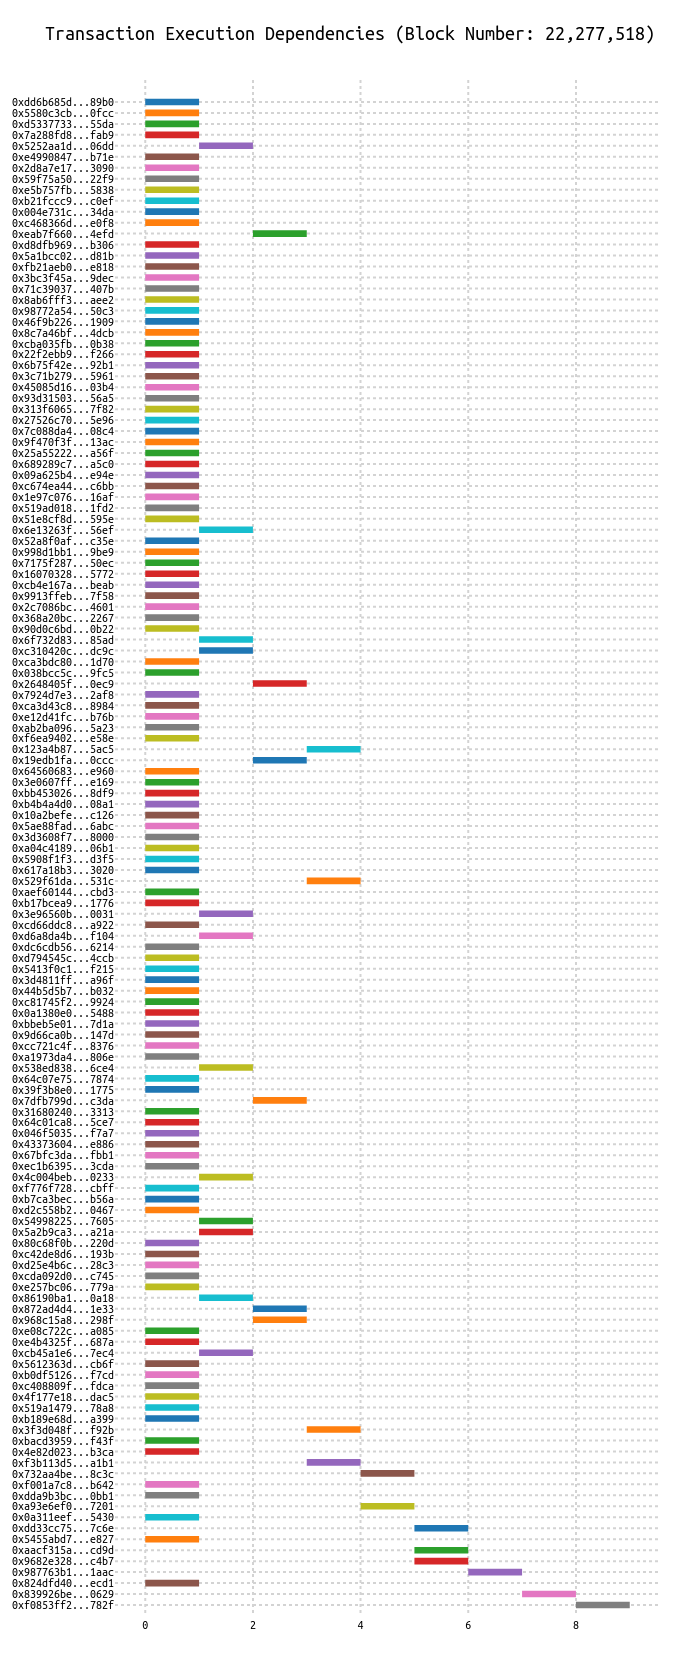 Transaction Execution Dependencies (Block Number: 22,277,518)
0xdd6b685d...89b0
0x5580c3cb...0fcc
0xd5337733...55da
0x7a288fd8...fab9
0x5252aa1d...06dd
0xe4990847...b71e
0x2d8a7e17...3090
0x59f75a50...22f9
0xe5b757fb...5838
0xb21fccc9...c0ef
0x004e731c...34da
0xc468366d...e0f8
0xeab7f660...4efd
0xd8dfb969...b306
0x5a1bcc02...d81b
0xfb21aeb0...e818
0x3bc3f45a...9dec
0x71c39037...407b
0x8ab6fff3...aee2
0x98772a54...50c3
0x46f9b226...1909
0x8c7a46bf...4dcb
0xcba035fb...0b38
0x22f2ebb9...f266
0x6b75f42e...92b1
0x3c71b279...5961
0x45085d16...03b4
0x93d31503...56a5
0x313f6065...7f82
0x27526c70...5e96
0x7c088da4...08c4
0x9f470f3f...13ac
0x25a55222...a56f
0x689289c7...a5c0
0x09a625b4...e94e
0xc674ea44...c6bb
0x1e97c076...16af
0x519ad018...1fd2
0x51e8cf8d...595e
0x6e13263f...56ef
0x52a8f0af...c35e
0x998d1bb1...9be9
0x7175f287...50ec
0x16070328...5772
0xcb4e167a...beab
0x9913ffeb...7f58
0x2c7086bc...4601
0x368a20bc...2267
0x90d0c6bd...0b22
0x6f732d83...85ad
0xc310420c...dc9c
0xca3bdc80...1d70
0x038bcc5c...9fc5
0x2648405f...0ec9
0x7924d7e3...2af8
0xca3d43c8...8984
0xe12d41fc...b76b
0xab2ba096...5a23
0xf6ea9402...e58e
0x123a4b87...5ac5
0x19edb1fa...0ccc
0x64560683...e960
0x3e0607ff...e169
0xbb453026...8df9
0xb4b4a4d0...08a1
0x10a2befe...c126
0x5ae88fad...6abc
0x3d3608f7...8000
0xa04c4189...06b1
0x5908f1f3...d3f5
0x617a18b3...3020
0x529f61da...531c
0xaef60144...cbd3
0xb17bcea9...1776
0x3e96560b...0031
0xcd66ddc8...a922
0xd6a8da4b...f104
0xdc6cdb56...6214
0xd794545c...4ccb
0x5413f0c1...f215
0x3d4811ff...a96f
0x44b5d5b7...b032
0xc81745f2...9924
0x0a1380e0...5488
0xbbeb5e01...7d1a
0x9d66ca0b...147d
0xcc721c4f...8376
0xa1973da4...806e
0x538ed838...6ce4
0x64c07e75...7874
0x39f3b8e0...1775
0x7dfb799d...c3da
0x31680240...3313
0x64c01ca8...5ce7
0x046f5035...f7a7
0x43373604...e886
0x67bfc3da...fbb1
0xec1b6395...3cda
0x4c004beb...0233
0xf776f728...cbff
0xb7ca3bec...b56a
0xd2c558b2...0467
0x54998225...7605
0x5a2b9ca3...a21a
0x80c68f0b...220d
0xc42de8d6...193b
0xd25e4b6c...28c3
0xcda092d0...c745
0xe257bc06...779a
0x86190ba1...0a18
0x872ad4d4...1e33
0x968c15a8...298f
0xe08c722c...a085
0xe4b4325f...687a
0xcb45a1e6...7ec4
0x5612363d...cb6f
0xb0df5126...f7cd
0xc408809f...fdca
0x4f177e18...dac5
0x519a1479...78a8
0xb189e68d...a399
0x3f3d048f...f92b
0xbacd3959...f43f
0x4e82d023...b3ca
0xf3b113d5...a1b1
0x732aa4be...8c3c
0xf001a7c8...b642
0xdda9b3bc...0bb1
0xa93e6ef0...7201
0x0a311eef...5430
0xdd33cc75...7c6e
0x5455abd7...e827
0xaacf315a...cd9d
0x9682e328...c4b7
0x987763b1...1aac
0x824dfd40...ecd1
0x839926be...0629
0xf0853ff2...782f
0 2 4 6 8